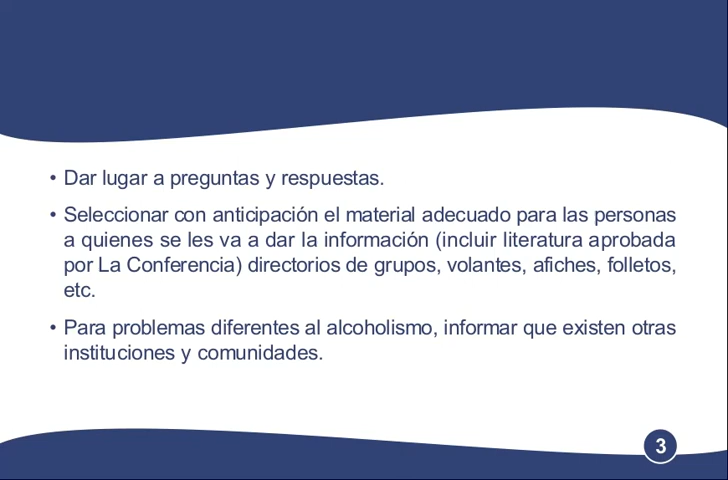 • Dar lugar a preguntas y respuestas.
• Seleccionar con anticipación el material adecuado para las personas
a quienes se les va a dar la información (incluir literatura aprobada
por La Conferencia) directorios de grupos, volantes, afiches, folletos,
etc.
• Para problemas diferentes al alcoholismo, informar que existen otras
instituciones y comunidades.
3